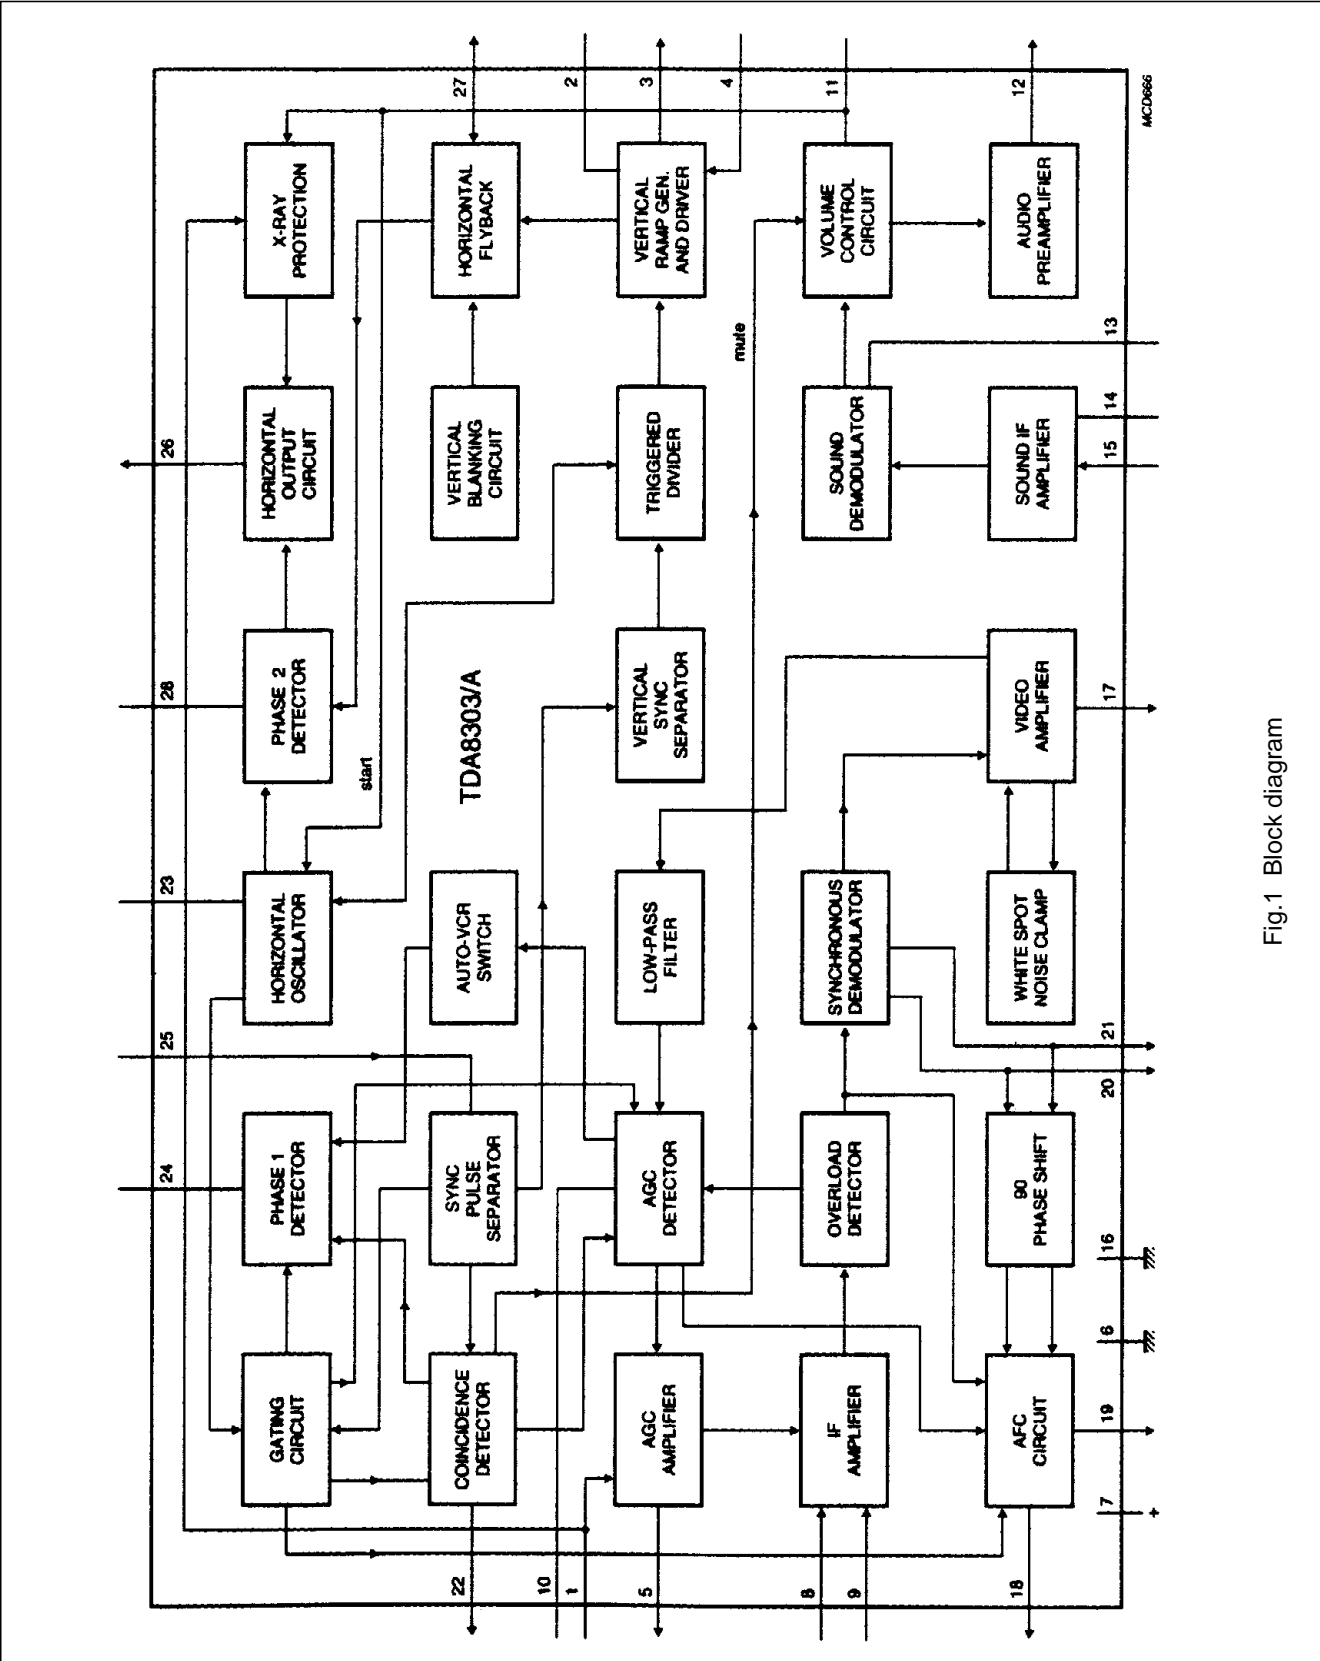 26
X-RAY
PROTECTION
HORIZONTAL
OUTPUT
CIRCUIT
28
PHASE 2
DETECTOR
23
HORIZONTAL
OSCILLATOR
25
24
PHASE 1
DETECTOR
GATING
CIRCUIT
start
27
HORIZONTAL
FLYBACK
VERTICAL
BLANKING
CIRCUIT
TDA8303/A
AUTO-VCR
SWITCH
SYNC
PULSE
SEPARATOR
COINCIDENCE
DETECTOR
22
2
3
4
VERTICAL
RAMP GEN.
AND DRIVER
TRIGGERED
DIVIDER
VERTICAL
SYNC
SEPARATOR
LOW-PASS
FILTER
AGC
DETECTOR
AGC
AMPLIFIER
10
1
5
mute
11
VOLUME
CONTROL
CIRCUIT
SOUND
DEMODULATOR
SYNCHRONOUS
DEMODULATOR
OVERLOAD
DETECTOR
IF
AMPLIFIER
8
9
12
AUDIO
PREAMPLIFIER
SOUND IF
AMPLIFIER
VIDEO
AMPLIFIER
WHITE SPOT
NOISE CLAMP
90
PHASE SHIFT
AFC
CIRCUIT
18
7
19
6
16
20
21
17
15
14
13
MCD666
Fig.1 Block diagram
+